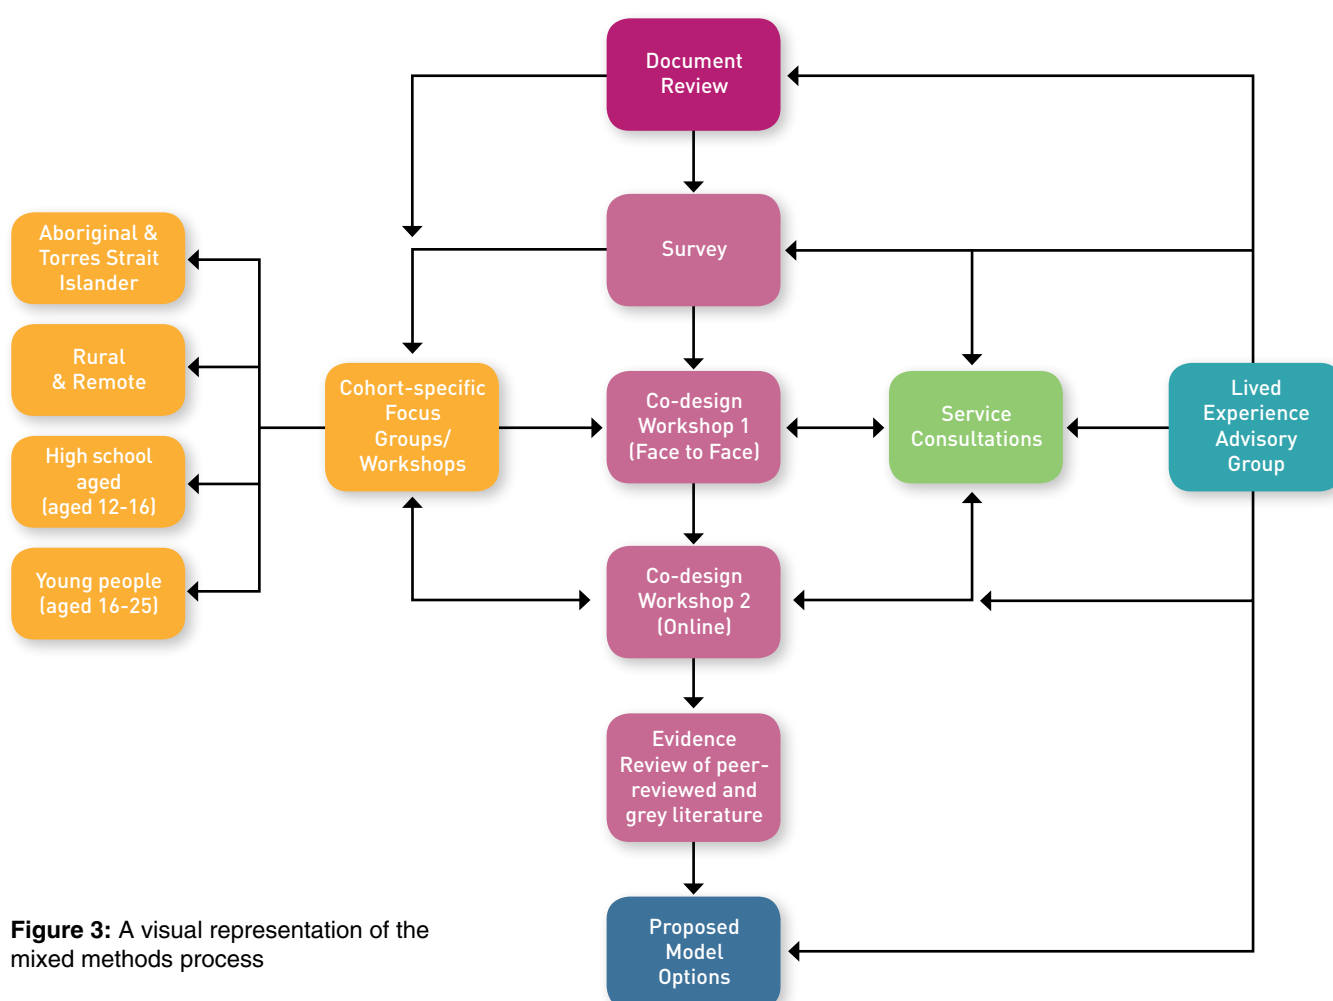 Document
Review
Survey
Aboriginal &
Torres Strait
Islander
Rural
& Remote
High school
aged
(aged 12-16)
Young people
(aged 16-25)
Cohort-specific
Focus
Groups/
Workshops
Co-design
Workshop 1
(Face to Face)
Service
Consultations
Lived
Experience
Advisory
Group
Co-design
Workshop 2
(Online)
Evidence
Review of peer-
reviewed and
grey literature
Proposed
Model
Options
Figure 3: A visual representation of the
mixed methods process